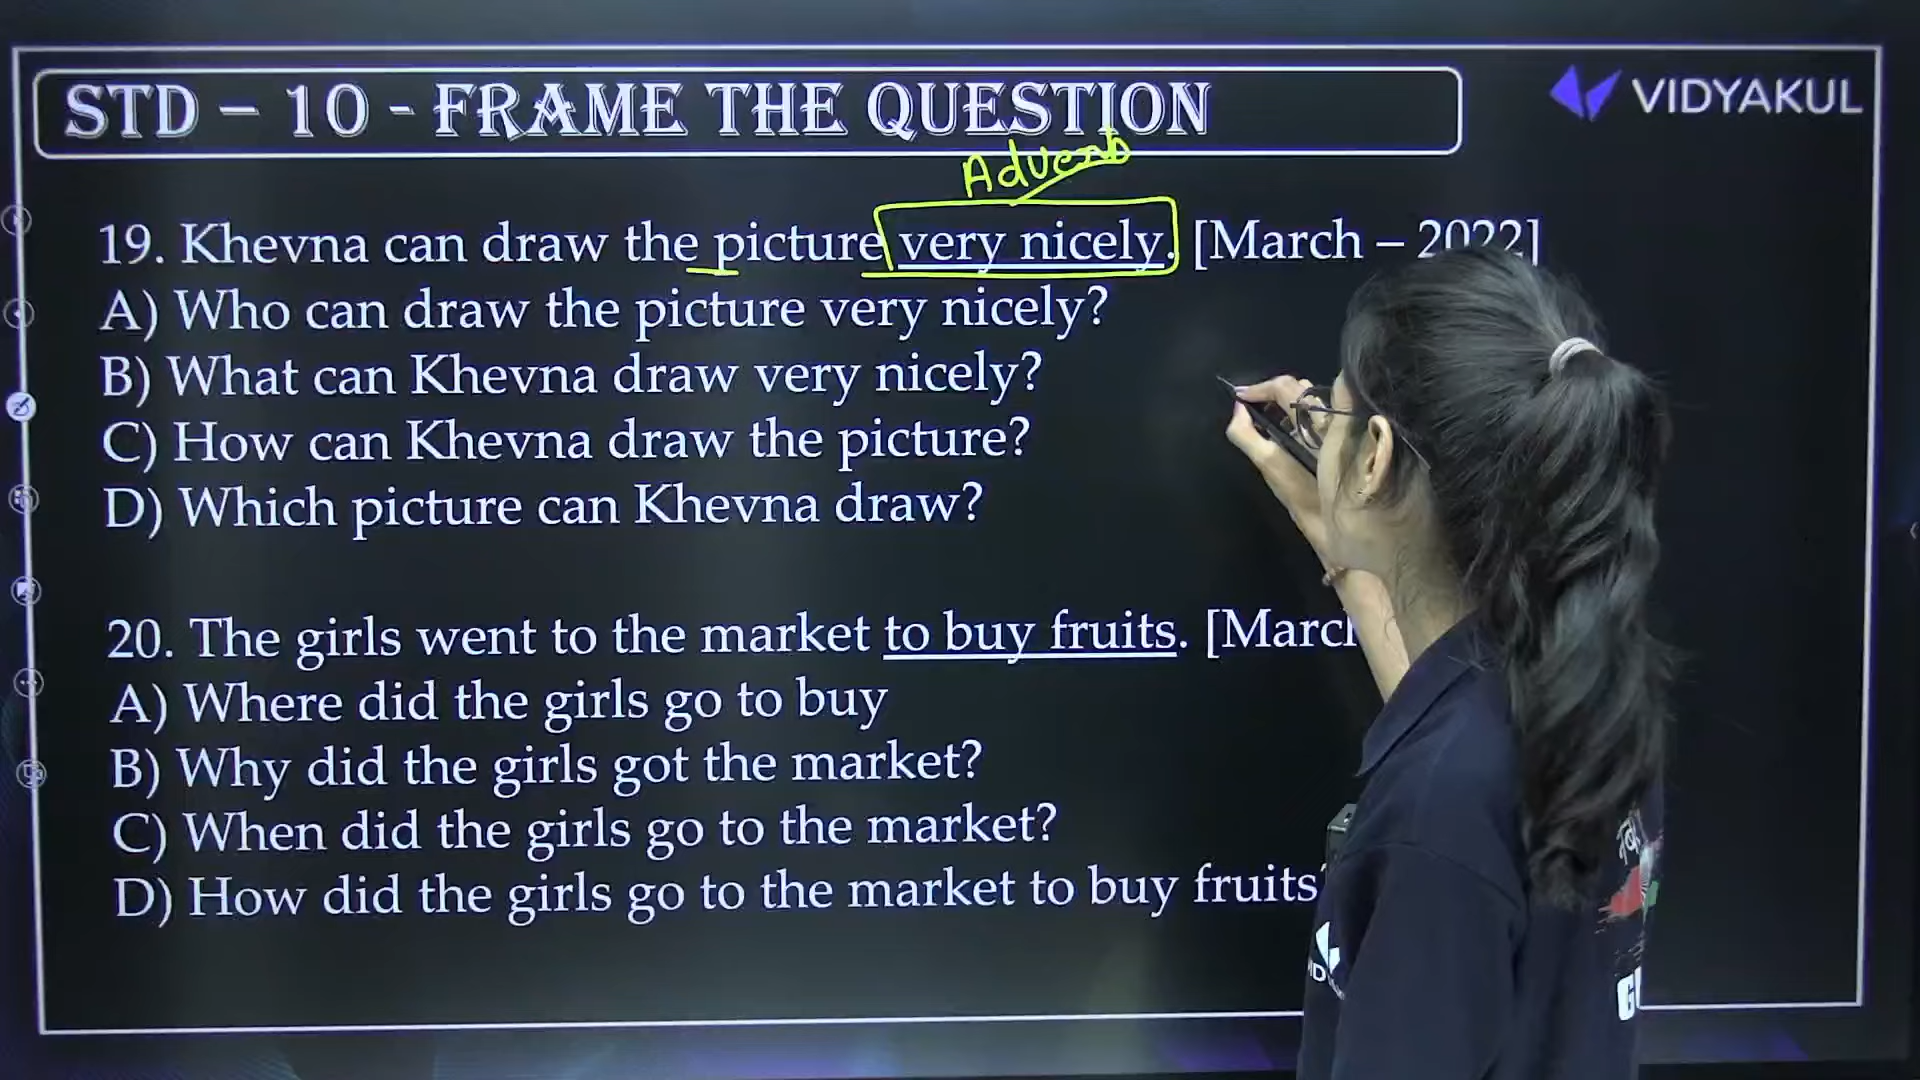 STD – 10 - FRAME THE QUESTION
VIDYAKUL
Adverb
19. Khevna can draw the picture very nicely. [March – 2022]
A) Who can draw the picture very nicely?
B) What can Khevna draw very nicely?
C) How can Khevna draw the picture?
D) Which picture can Khevna draw?
20. The girls went to the market to buy fruits. [March
A) Where did the girls go to buy
B) Why did the girls got the market?
C) When did the girls go to the market?
D) How did the girls go to the market to buy fruits?